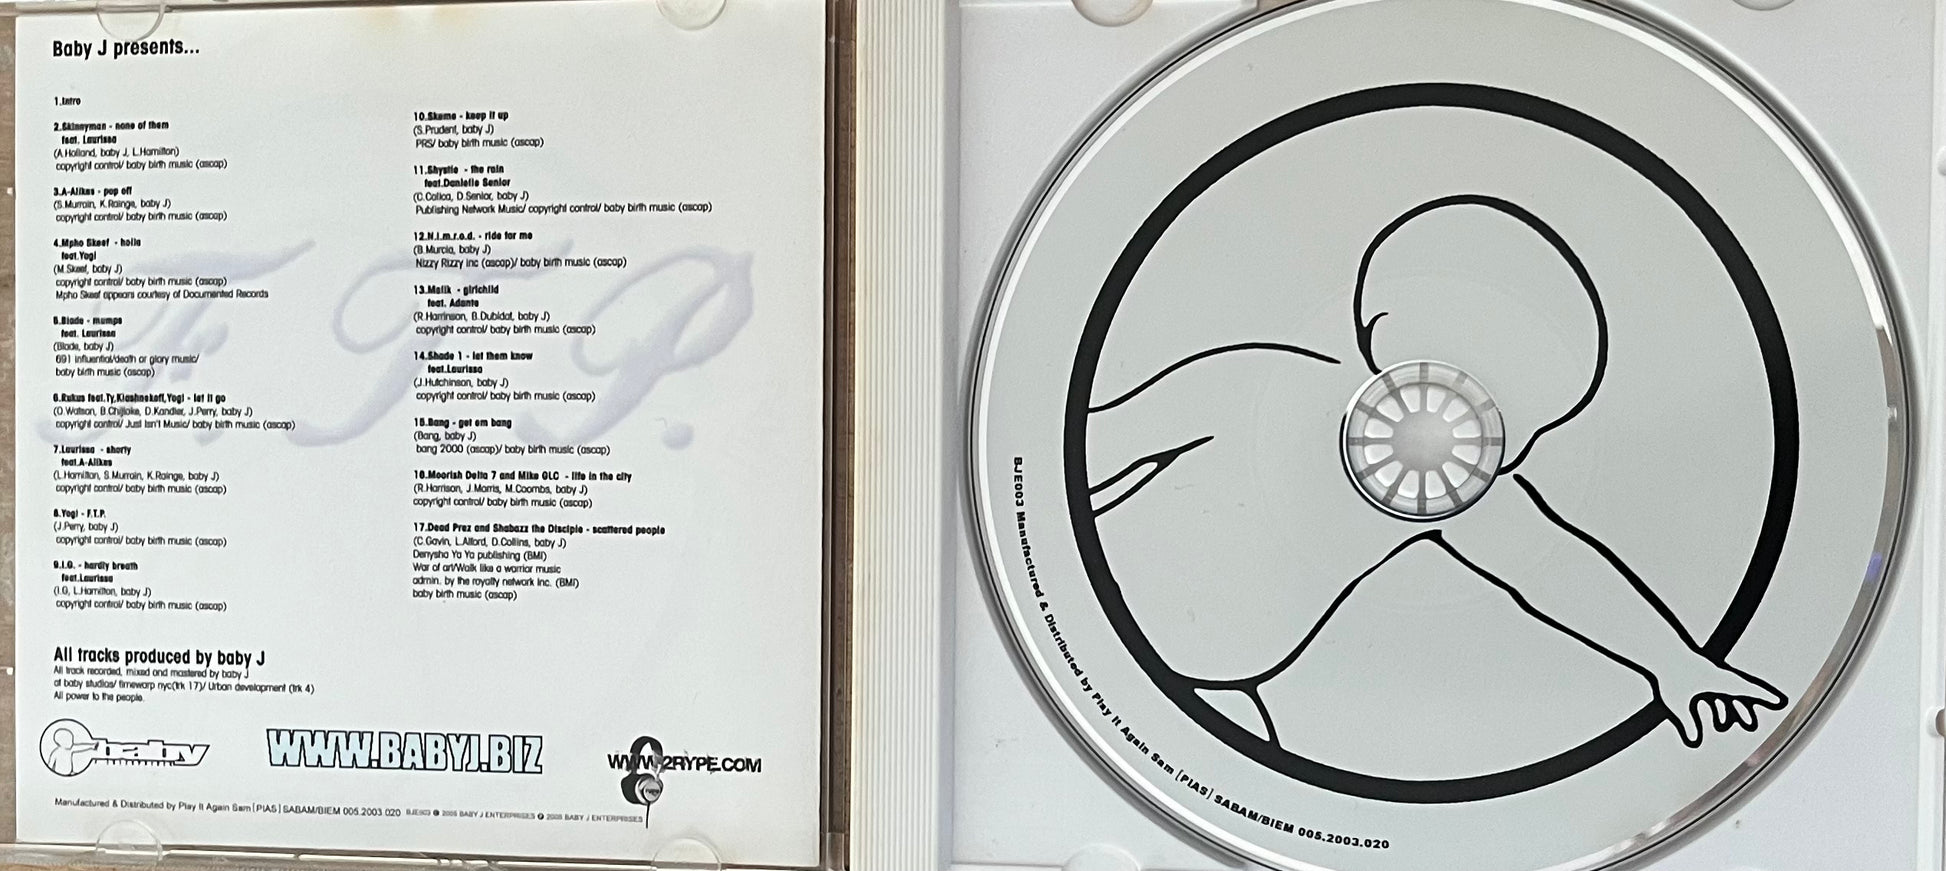 Baby J presents...
1.Intro
2.Skinnyman - none of them
feat. Laurissa
(A.Holland, baby J, L.Hamilton)
copyright control/ baby birth music (ascap)
3.A-Alikes - pop off
(S.Murrain, K.Rainge, baby J)
copyright control/ baby birth music (ascap)
4.Mpho Skeef - holla
feat.Yogi
(M.Skeef, baby J)
copyright control/ baby birth music (ascap)
Mpho Skeef appears courtesy of Documented Records
5.Blade - mumps
feat. Laurissa
(Blade, baby J)
691 influential/death or glory music/
baby birth music (ascap)
6.Rukus feat.Ty,Klashnekoff,Yogi - let it go
(O.Watson, B.Chijioke, D.Kandler, J.Perry, baby J)
copyright control/ Just Isn't Music/ baby birth music (ascap)
7.Laurissa - shorty
feat.A-Alikes
(L.Hamilton, S.Murrain, K.Rainge, baby J)
copyright control/ baby birth music (ascap)
8.Yogi - F.T.P.
(J.Perry, baby J)
copyright control/ baby birth music (ascap)
9.I.G. - hardly breath
feat.Laurissa
(I.G, L.Hamilton, baby J)
copyright control/ baby birth music (ascap)
10.Skeme - keep it up
(S.Prudent, baby J)
PRS/ baby birth music (ascap)
11.Shystie - the rain
feat.Danielle Senior
(C.Collca, D.Senior, baby J)
Publishing Network Music/ copyright control/ baby birth music (ascap)
12.N.i.m.r.o.d. - ride for me
(B.Murcia, baby J)
Nizzy Rizzy inc (ascap)/ baby birth music (ascap)
13.Malik - girlchild
feat. Adante
(R.Harrinson, B.Dubidat, baby J)
copyright control/ baby birth music (ascap)
14.Shade 1 - let them know
feat.Laurissa
(J.Hutchinson, baby J)
copyright control/ baby birth music (ascap)
15.Bang - get em bang
(Bang, baby J)
bang 2000 (ascap)/ baby birth music (ascap)
16.Moorish Delta 7 and Mike GLC - life in the city
(R.Harrison, J.Morris, M.Coombs, baby J)
copyright control/ baby birth music (ascap)
17.Dead Prez and Shabazz the Disciple - scattered people
(C.Gavin, L.Alford, D.Collins, baby J)
Denysha Ya Ya publishing (BMI)
War of art/Walk like a warrior music
admin. by the royalty network inc. (BMI)
baby birth music (ascap)
F.T.P.
All tracks produced by baby J
All track recorded, mixed and mastered by baby J
at baby studios/ timewarp nyc(trk 17)/ Urban development (trk 4)
All power to the people.
baby
WWW.BABYJ.BIZ
WWW.2RYPE.COM
Manufactured & Distributed by Play It Again Sam [PIAS] SABAM/BIEM 005.2003.020 BJE003 ℗ 2005 BABY J ENTERPRISES © 2005 BABY J ENTERPRISES
BJE003 Manufactured & Distributed by Play It Again Sam [PIAS] SABAM/BIEM 005.2003.020